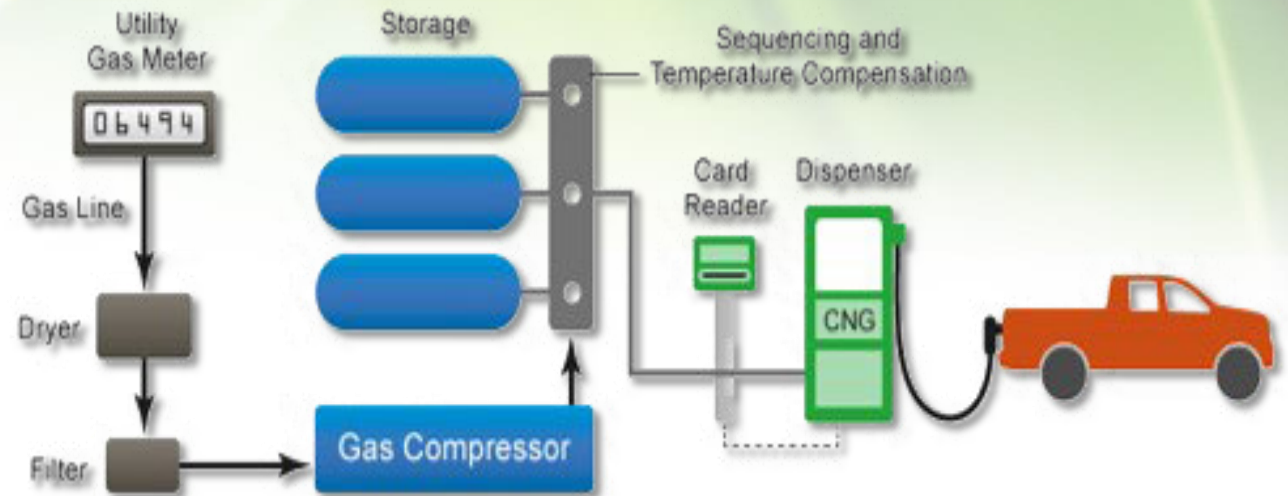 Utility
Gas Meter
06494
Gas Line
Dryer
Filter
Storage
Gas Compressor
Sequencing and
Temperature Compensation
Card
Reader
Dispenser
CNG